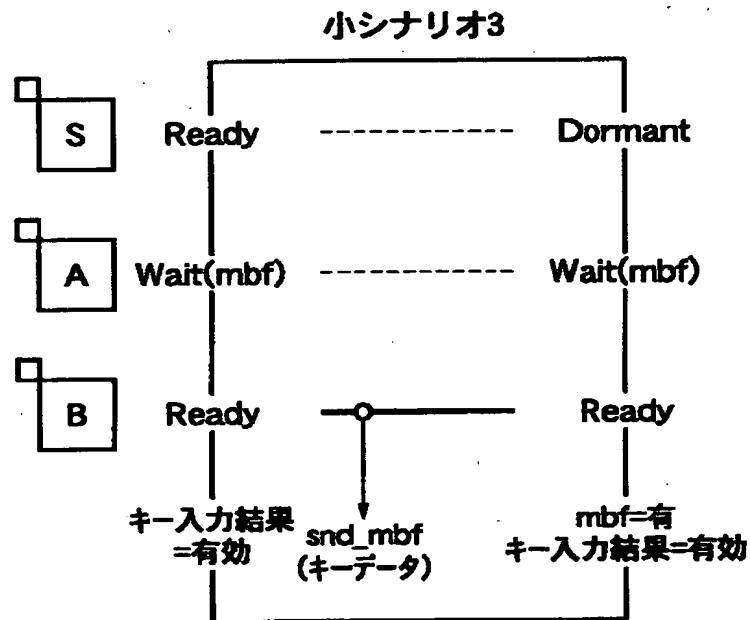 小シナリオ3
S Ready Dormant
A Wait(mbf) Wait(mbf)
B Ready Ready
キー入力結果
=有効
snd_mbf
(キーデータ)
mbf=有
キー入力結果=有効